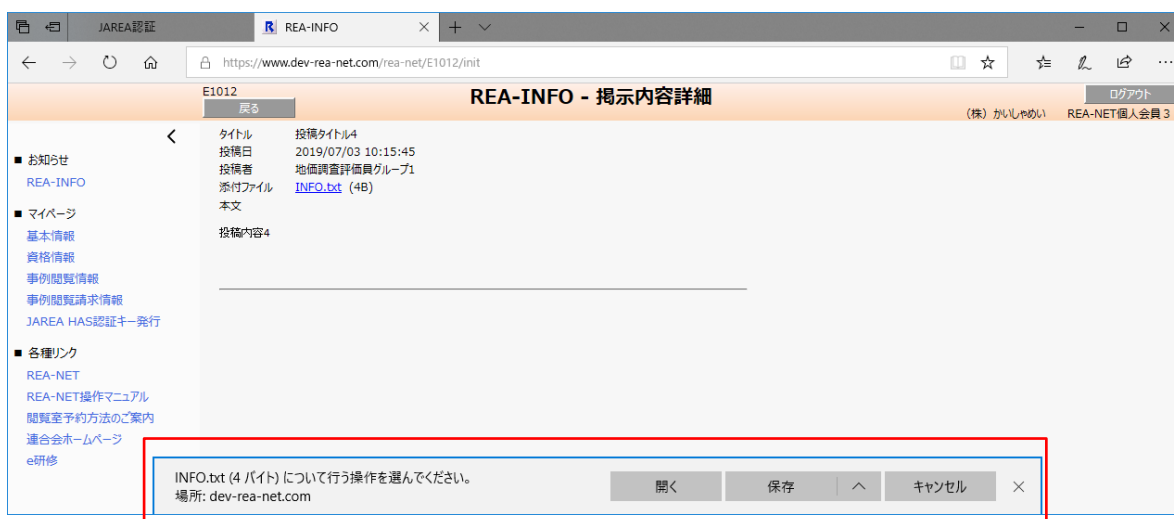 JAREA認証
REA-INFO
https://www.dev-rea-net.com/rea-net/E1012/init
E1012
戻る
REA-INFO - 掲示内容詳細
ログアウト
(株) かいしゃめい REA-NET個人会員3
■ お知らせ
REA-INFO
■ マイページ
基本情報
資格情報
事例閲覧情報
事例閲覧請求情報
JAREA HAS認証キー発行
■ 各種リンク
REA-NET
REA-NET操作マニュアル
閲覧室予約方法のご案内
連合会ホームページ
e研修
タイトル 投稿タイトル4
投稿日 2019/07/03 10:15:45
投稿者 地価調査評価員グループ1
添付ファイル INFO.txt (4B)
本文
投稿内容4
INFO.txt (4 バイト) について行う操作を選んでください。
場所: dev-rea-net.com
開く
保存
キャンセル